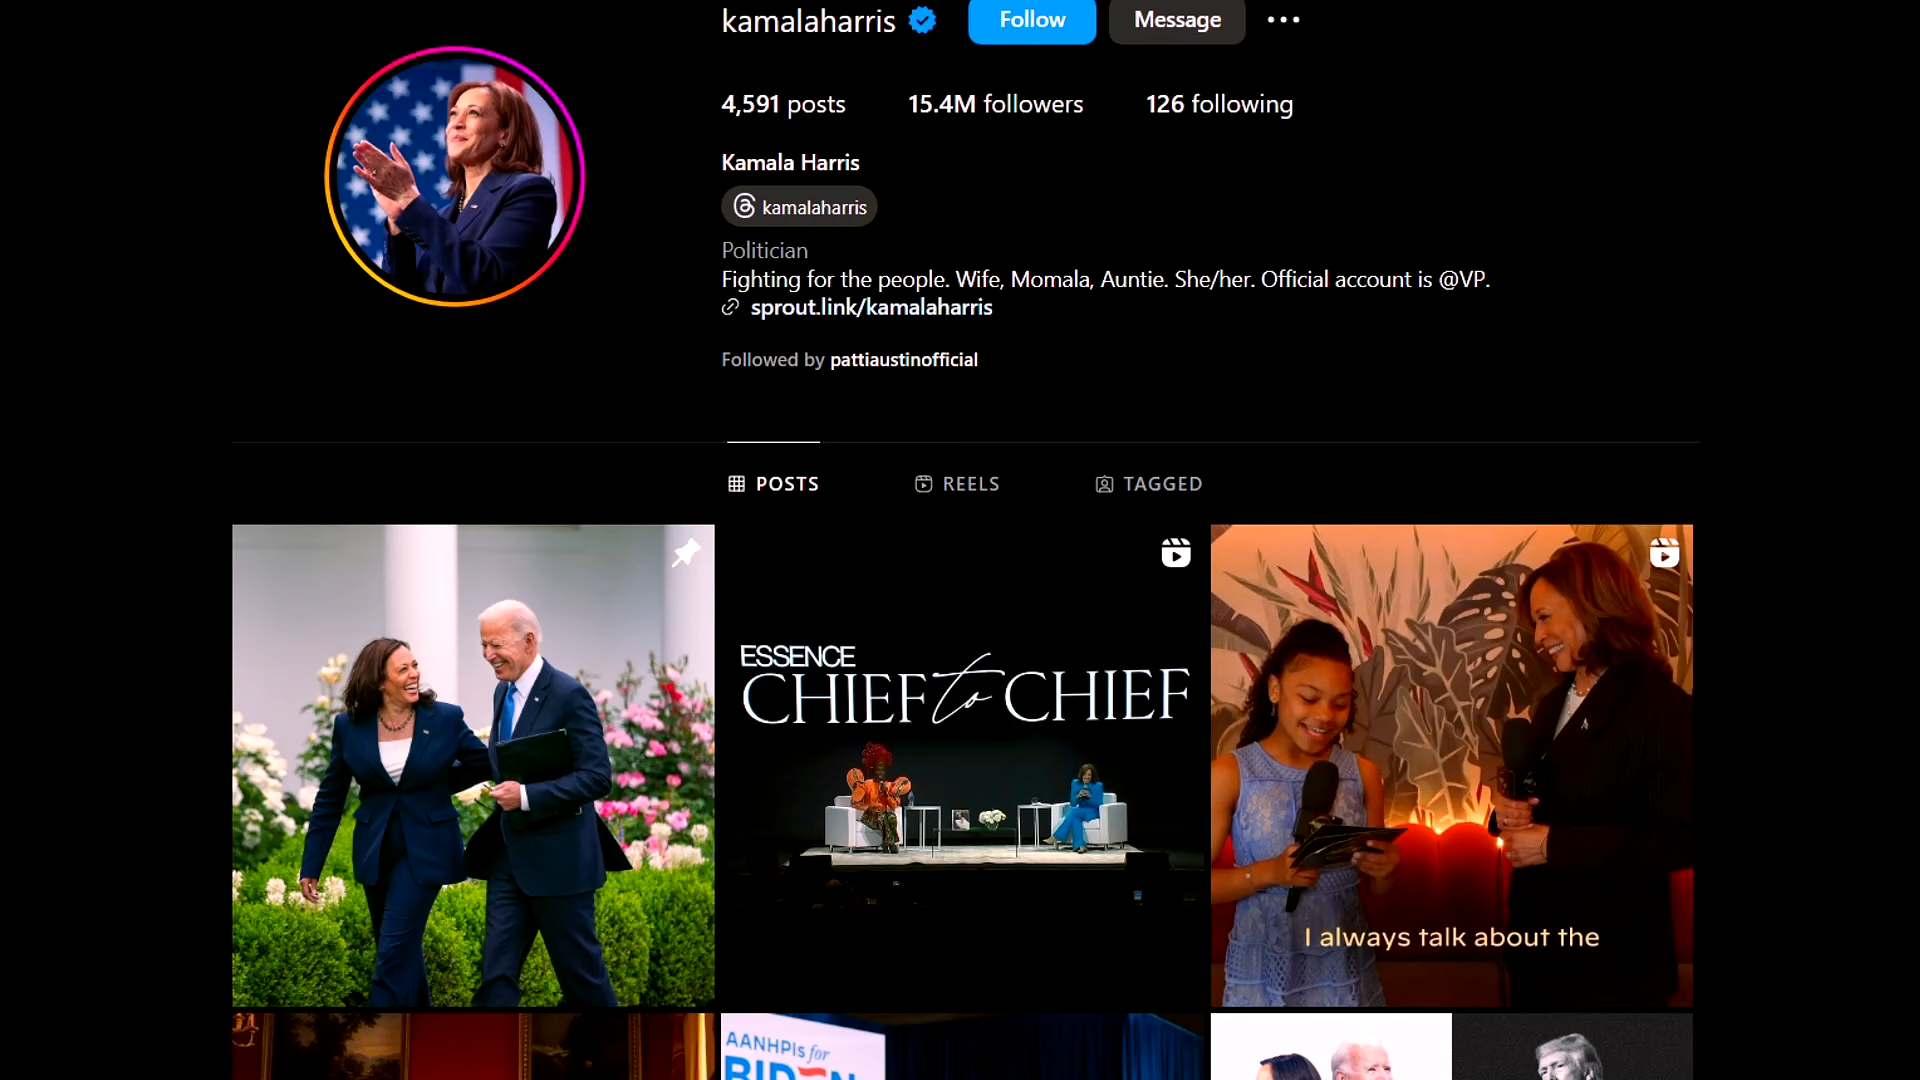 kamalaharris
Follow
Message
4,591 posts
15.4M followers
126 following
Kamala Harris
kamalaharris
Politician
Fighting for the people. Wife, Momala, Auntie. She/her. Official account is @VP.
sprout.link/kamalaharris
Followed by pattiaustinofficial
POSTS
REELS
TAGGED
ESSENCE
CHIEF to CHIEF
I always talk about the
AANHPIs for
BIDEN